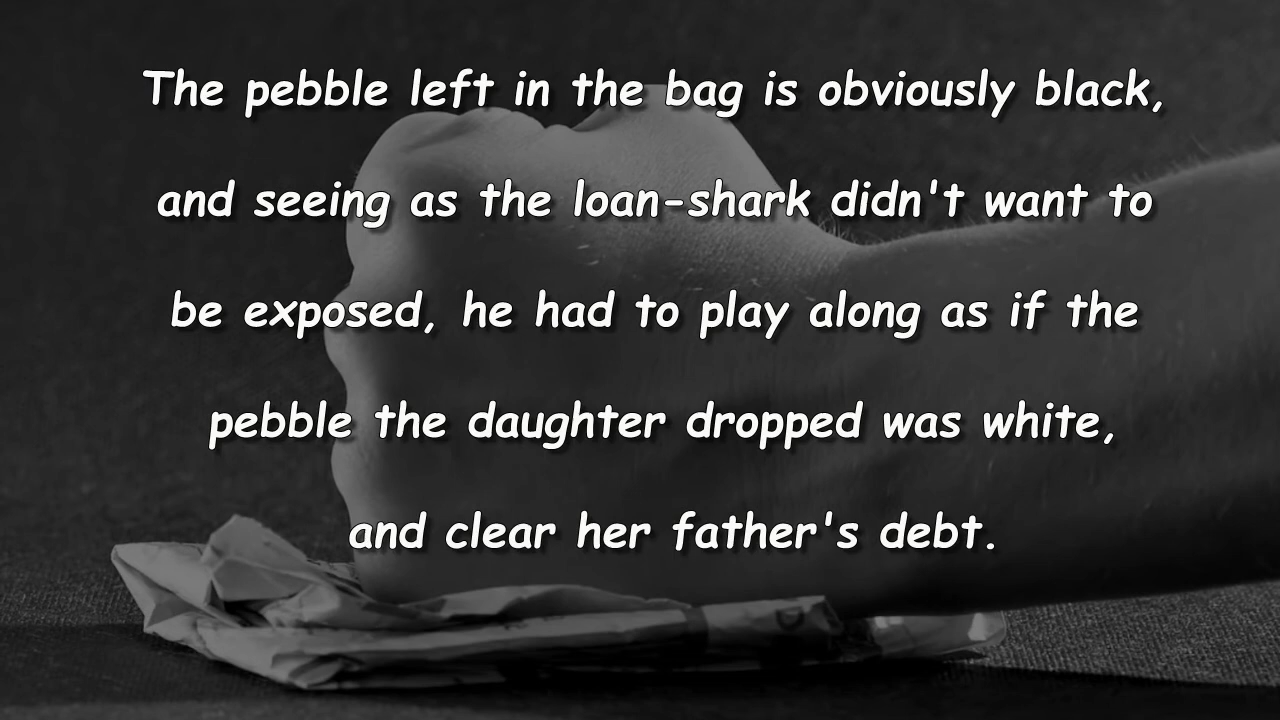 The pebble left in the bag is obviously black,
and seeing as the loan-shark didn't want to
be exposed, he had to play along as if the
pebble the daughter dropped was white,
and clear her father's debt.